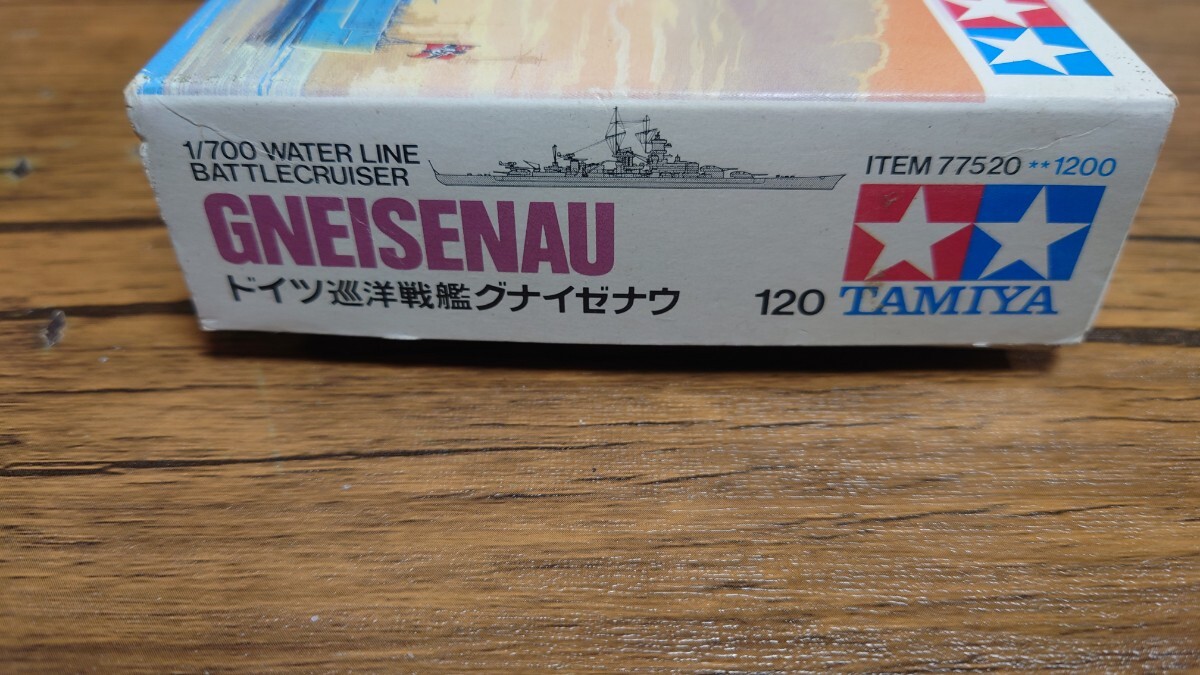 1/700 WATER LINE
BATTLECRUISER
GNEISENAU
ドイツ巡洋戦艦グナイゼナウ
ITEM 77520 **1200
120 TAMIYA